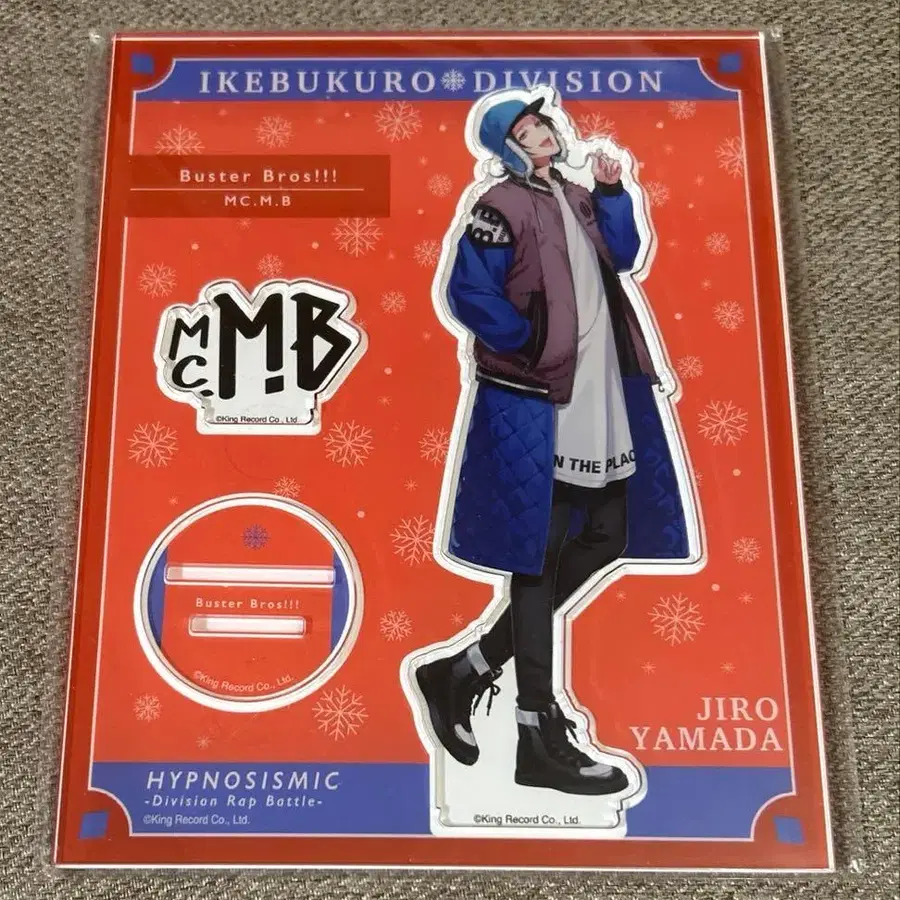 IKEBUKURO DIVISION
Buster Bros!!!
MC.M.B
MC.M.B
©King Record Co., Ltd.
IN THE PLAC
Buster Bros!!!
©King Record Co., Ltd.
JIRO
YAMADA
HYPNOSISMIC
-Division Rap Battle-
©King Record Co., Ltd.
©King Record Co., Ltd.